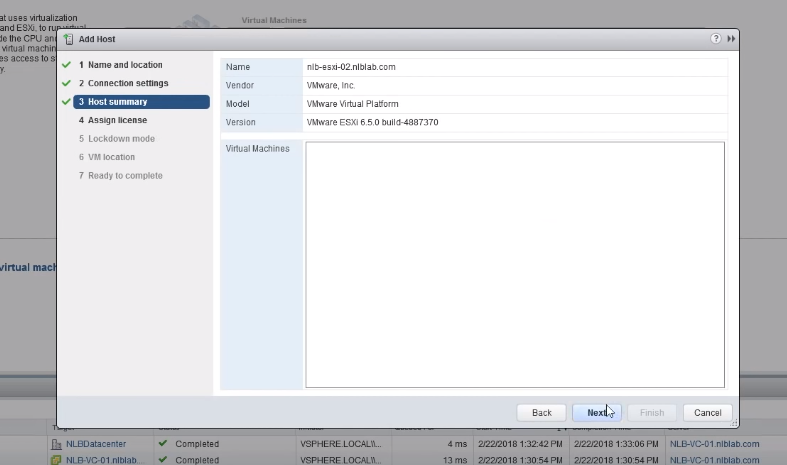 at uses virtualization
and ESXi, to run virtual
de the CPU and
virtual machin
es access to s
y.
Virtual Machines
Add Host
?
1 Name and location
2 Connection settings
3 Host summary
4 Assign license
5 Lockdown mode
6 VM location
7 Ready to complete
Name nlb-esxi-02.nlblab.com
Vendor VMware, Inc.
Model VMware Virtual Platform
Version VMware ESXi 6.5.0 build-4887370
Virtual Machines
virtual mach
Back Next Finish Cancel
NLBDatacenter Completed VSPHERE.LOCAL\\... 4 ms 2/22/2018 1:32:42 PM 2/22/2018 1:33:06 PM NLB-VC-01.nlblab.com
NLB-VC-01.nlblab.... Completed VSPHERE.LOCAL\\... 13 ms 2/22/2018 1:30:54 PM 2/22/2018 1:30:54 PM NLB-VC-01.nlblab.com